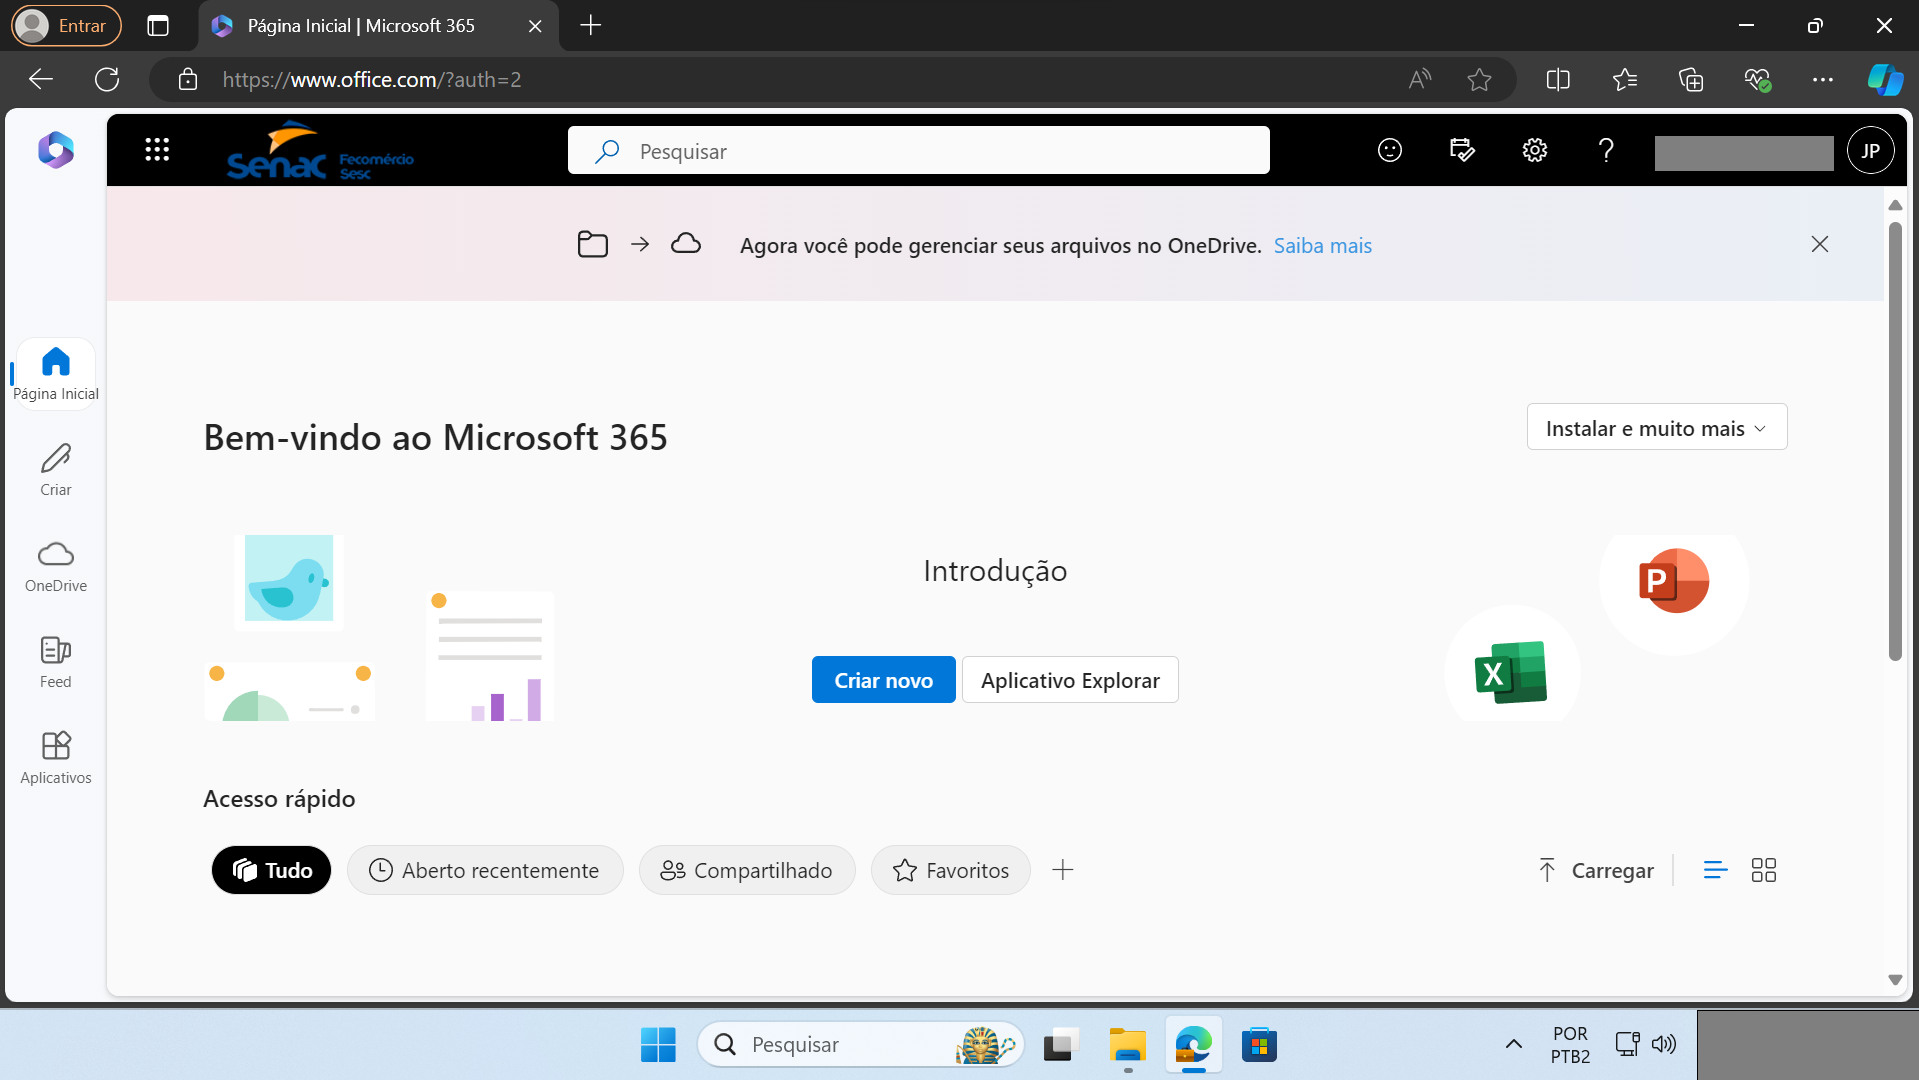 Entrar
Página Inicial | Microsoft 365
https://www.office.com/?auth=2
Senac Fecomércio
Sesc
Pesquisar
JP
Agora você pode gerenciar seus arquivos no OneDrive. Saiba mais
Página Inicial
Criar
OneDrive
Feed
Aplicativos
Bem-vindo ao Microsoft 365
Instalar e muito mais
Introdução
P
X
Criar novo
Aplicativo Explorar
Acesso rápido
Tudo
Aberto recentemente
Compartilhado
Favoritos
Carregar
Pesquisar
POR
PTB2